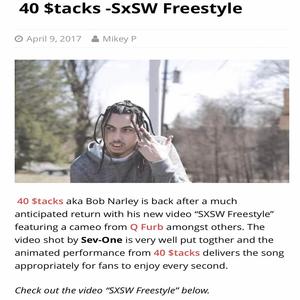 40 $tacks -SxSW Freestyle
April 9, 2017 Mikey P
40 $tacks aka Bob Narley is back after a much
anticipated return with his new video “SXSW Freestyle”
featuring a cameo from Q Furb amongst others. The
video shot by Sev-One is very well put togther and the
animated performance from 40 $tacks delivers the song
appropriately for fans to enjoy every second.
Check out the video “SXSW Freestyle” below.